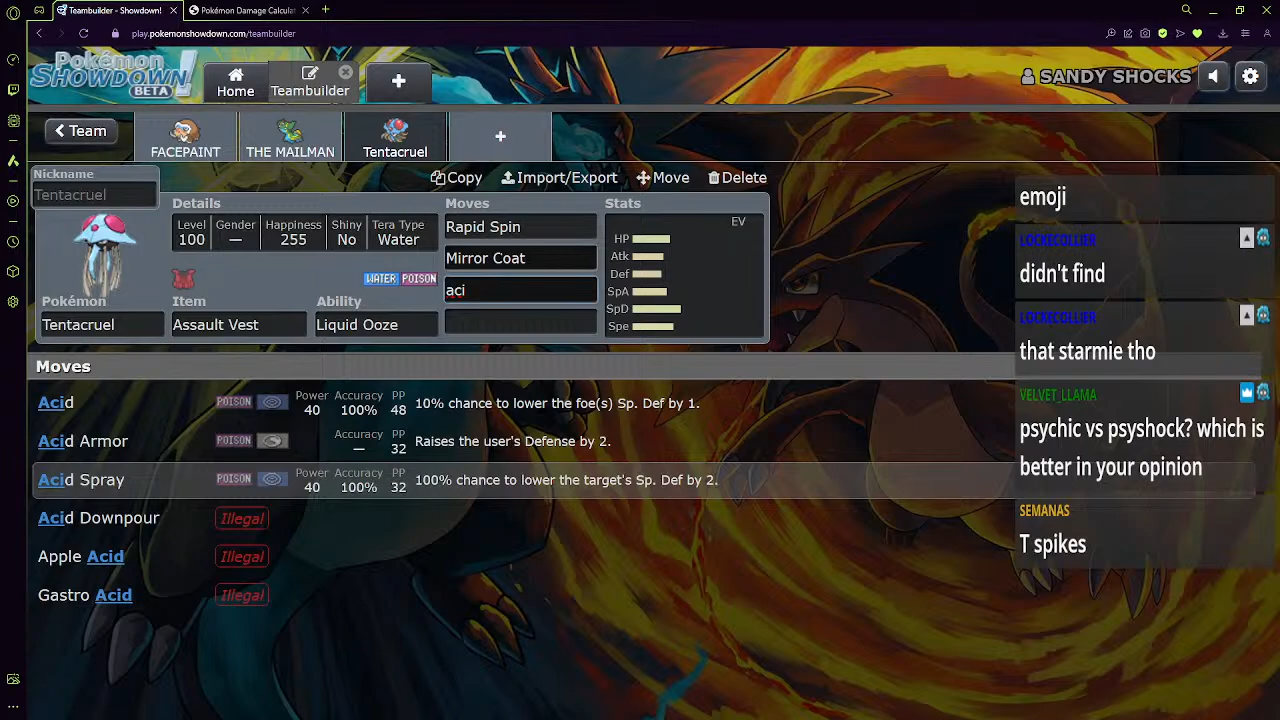 Teambuilder - Showdown!
Pokémon Damage Calculat
play.pokemonshowdown.com/teambuilder
Pokémon
SHOWDOWN!
BETA
Home
Teambuilder
SANDY SHOCKS
Team
FACEPAINT
THE MAILMAN
Tentacruel
Nickname
Tentacruel
Copy
Import/Export
Move
Delete
Details
Level
100
Gender
—
Happiness
255
Shiny
No
Tera Type
Water
WATER POISON
Pokémon
Tentacruel
Item
Assault Vest
Ability
Liquid Ooze
Moves
Rapid Spin
Mirror Coat
aci
Stats
EV
HP
Atk
Def
SpA
SpD
Spe
Moves
Acid POISON Power 40 Accuracy 100% PP 48 10% chance to lower the foe(s) Sp. Def by 1.
Acid Armor POISON Accuracy — PP 32 Raises the user's Defense by 2.
Acid Spray POISON Power 40 Accuracy 100% PP 32 100% chance to lower the target's Sp. Def by 2.
Acid Downpour Illegal
Apple Acid Illegal
Gastro Acid Illegal
emoji
LOCKECOLLIER
didn't find
LOCKECOLLIER
that starmie tho
VELVET_LLAMA
psychic vs psyshock? which is
better in your opinion
SEMANAS
T spikes